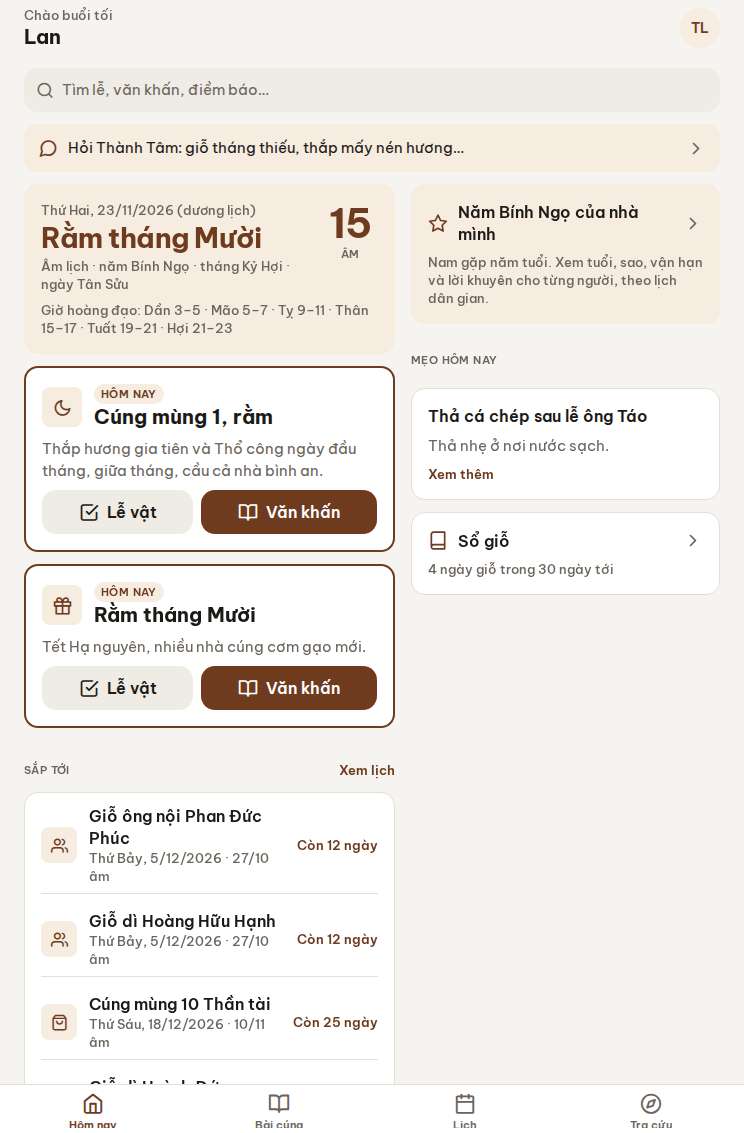 Chào buổi tối
Lan
TL
Tìm lễ, văn khấn, điềm báo...
Hỏi Thành Tâm: giỗ tháng thiếu, thắp mấy nén hương...
Thứ Hai, 23/11/2026 (dương lịch)
Rằm tháng Mười
Âm lịch · năm Bính Ngọ · tháng Kỷ Hợi ·
ngày Tân Sửu
15
ÂM
Giờ hoàng đạo: Dần 3–5 · Mão 5–7 · Tỵ 9–11 · Thân
15–17 · Tuất 19–21 · Hợi 21–23
HÔM NAY
Cúng mùng 1, rằm
Thắp hương gia tiên và Thổ công ngày đầu
tháng, giữa tháng, cầu cả nhà bình an.
Lễ vật
Văn khấn
HÔM NAY
Rằm tháng Mười
Tết Hạ nguyên, nhiều nhà cúng cơm gạo mới.
Lễ vật
Văn khấn
SẮP TỚI
Xem lịch
Giỗ ông nội Phan Đức
Phúc
Thứ Bảy, 5/12/2026 · 27/10
âm
Còn 12 ngày
Giỗ dì Hoàng Hữu Hạnh
Thứ Bảy, 5/12/2026 · 27/10
âm
Còn 12 ngày
Cúng mùng 10 Thần tài
Thứ Sáu, 18/12/2026 · 10/11
âm
Còn 25 ngày
Năm Bính Ngọ của nhà
mình
Nam gặp năm tuổi. Xem tuổi, sao, vận hạn
và lời khuyên cho từng người, theo lịch
dân gian.
MẸO HÔM NAY
Thả cá chép sau lễ ông Táo
Thả nhẹ ở nơi nước sạch.
Xem thêm
Sổ giỗ
4 ngày giỗ trong 30 ngày tới
Hôm nay
Bài cúng
Lịch
Tra cứu